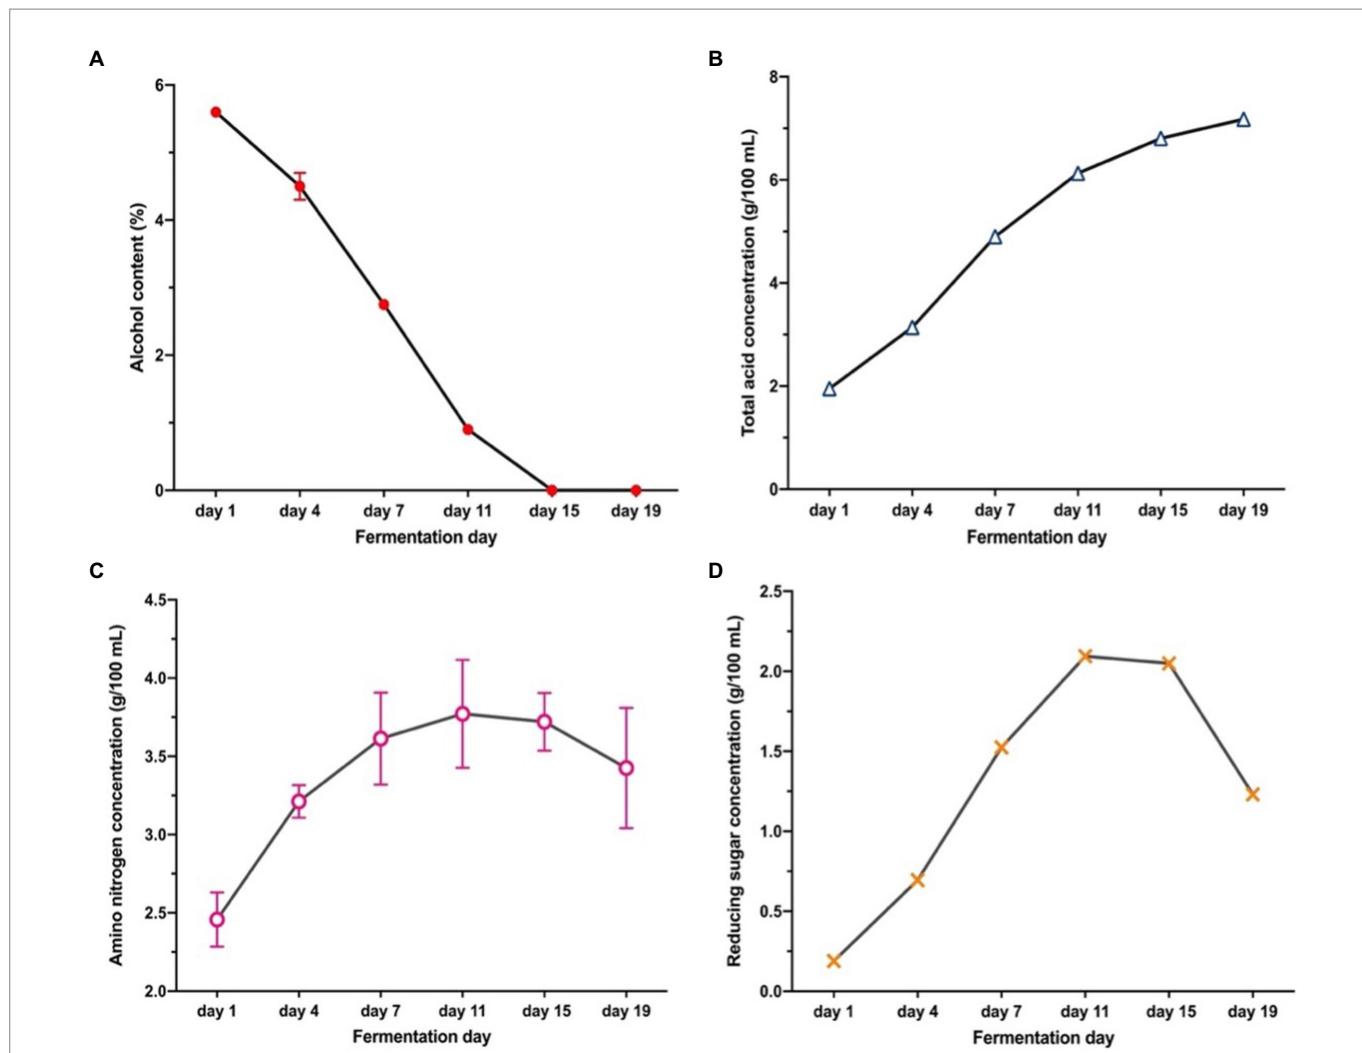 A
Alcohol content (%)
6
4
2
0
day 1 day 4 day 7 day 11 day 15 day 19
Fermentation day
B
Total acid concentration (g/100 mL)
8
6
4
2
0
day 1 day 4 day 7 day 11 day 15 day 19
Fermentation day
C
Amino nitrogen concentration (g/100 mL)
4.5
4.0
3.5
3.0
2.5
2.0
day 1 day 4 day 7 day 11 day 15 day 19
Fermentation day
D
Reducing sugar concentration (g/100 mL)
2.5
2.0
1.5
1.0
0.5
0.0
day 1 day 4 day 7 day 11 day 15 day 19
Fermentation day